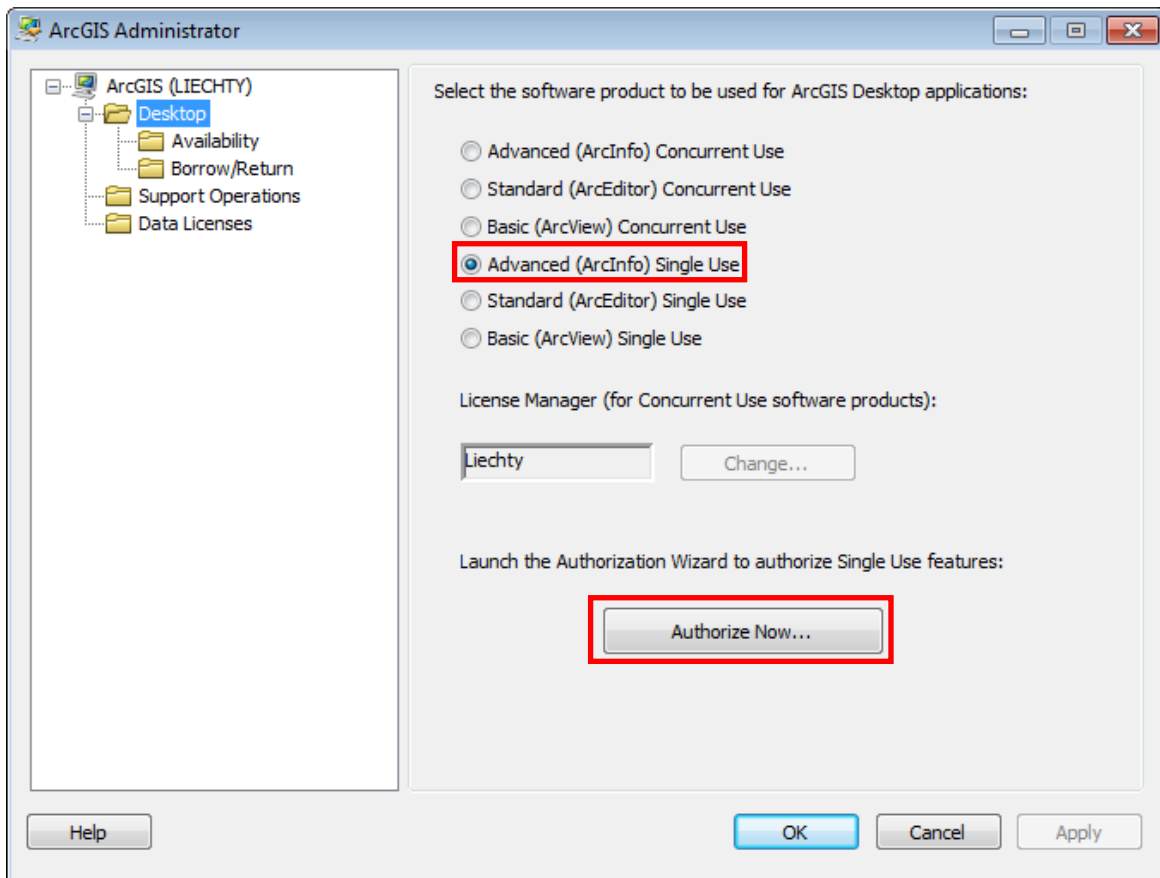 ArcGIS Administrator
ArcGIS (LIECHTY)
Desktop
Availability
Borrow/Return
Support Operations
Data Licenses
Select the software product to be used for ArcGIS Desktop applications:
Advanced (ArcInfo) Concurrent Use
Standard (ArcEditor) Concurrent Use
Basic (ArcView) Concurrent Use
Advanced (ArcInfo) Single Use
Standard (ArcEditor) Single Use
Basic (ArcView) Single Use
License Manager (for Concurrent Use software products):
Liechty
Change...
Launch the Authorization Wizard to authorize Single Use features:
Authorize Now...
Help
OK
Cancel
Apply